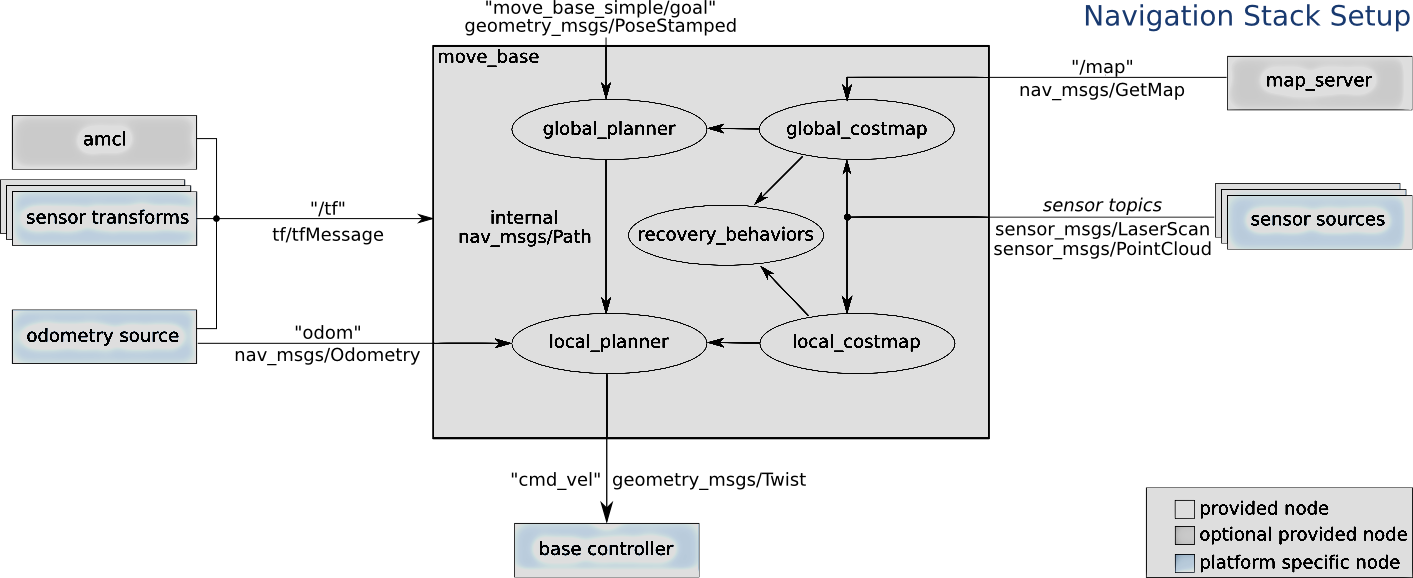 "move_base_simple/goal"
geometry_msgs/PoseStamped
Navigation Stack Setup
move_base
"/map"
nav_msgs/GetMap
map_server
amcl
global_planner
global_costmap
sensor transforms
"/tf"
tf/tfMessage
internal
nav_msgs/Path
recovery_behaviors
sensor topics
sensor_msgs/LaserScan
sensor_msgs/PointCloud
sensor sources
odometry source
"odom"
nav_msgs/Odometry
local_planner
local_costmap
"cmd_vel" geometry_msgs/Twist
base controller
provided node
optional provided node
platform specific node